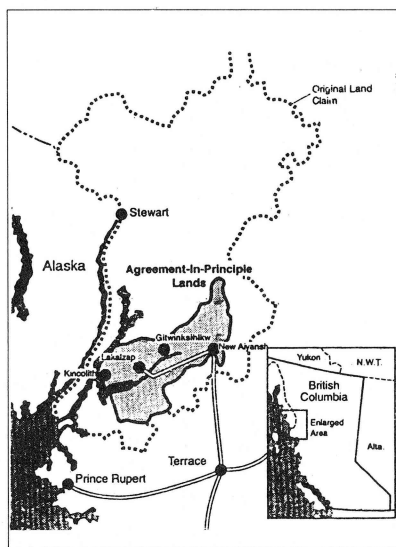 Original Land
Claim
Stewart
Alaska
Agreement-In-Principle
Lands
Gitwinksihlkw
New Aiyansh
Lakalzap
Kincolith
Yukon
N.W.T.
British
Columbia
Enlarged
Area
Alta.
Terrace
Prince Rupert